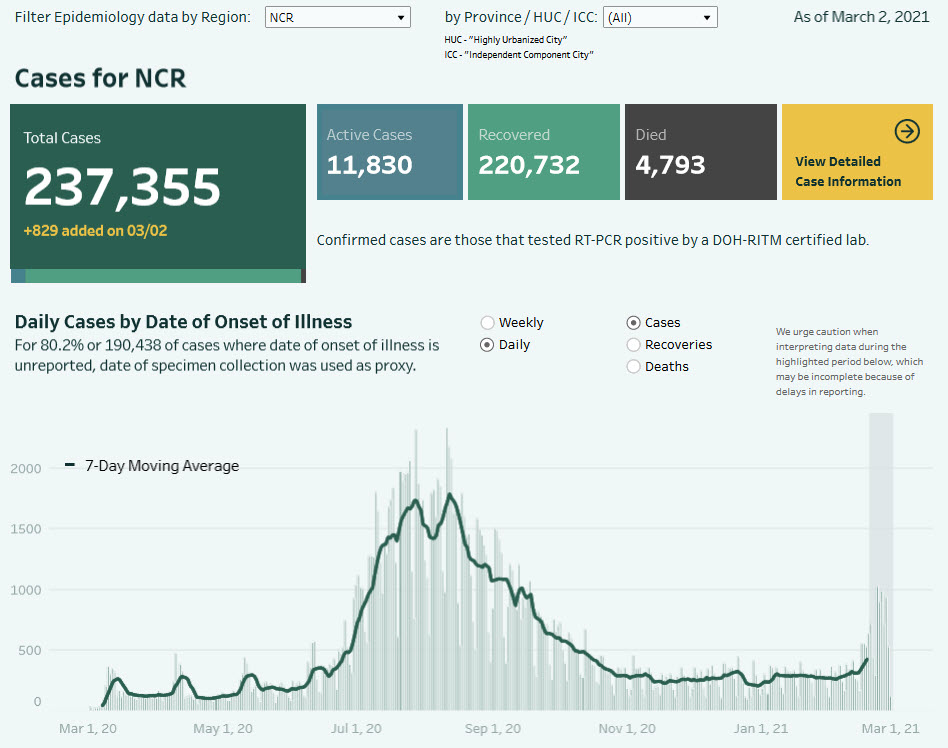 Filter Epidemiology data by Region: NCR by Province / HUC / ICC: (All) As of March 2, 2021
HUC - "Highly Urbanized City"
ICC - "Independent Component City"
Cases for NCR
Total Cases
237,355
+829 added on 03/02
Active Cases
11,830
Recovered
220,732
Died
4,793
View Detailed
Case Information
Confirmed cases are those that tested RT-PCR positive by a DOH-RITM certified lab.
Daily Cases by Date of Onset of Illness
For 80.2% or 190,438 of cases where date of onset of illness is
unreported, date of specimen collection was used as proxy.
Weekly
Daily
Cases
Recoveries
Deaths
We urge caution when
interpreting data during the
highlighted period below, which
may be incomplete because of
delays in reporting.
7-Day Moving Average
2000
1500
1000
500
0
Mar 1, 20 May 1, 20 Jul 1, 20 Sep 1, 20 Nov 1, 20 Jan 1, 21 Mar 1, 21